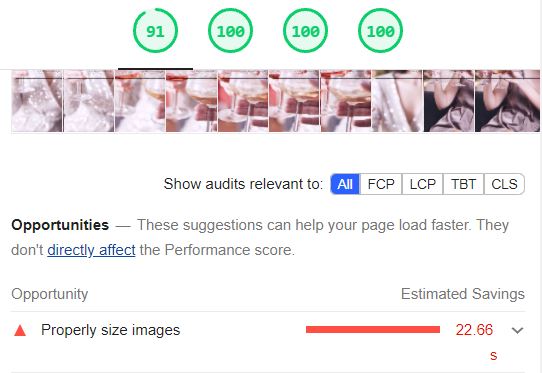 91 100 100 100
Show audits relevant to: All FCP LCP TBT CLS
Opportunities — These suggestions can help your page load faster. They
don't directly affect the Performance score.
Opportunity Estimated Savings
Properly size images 22.66
s